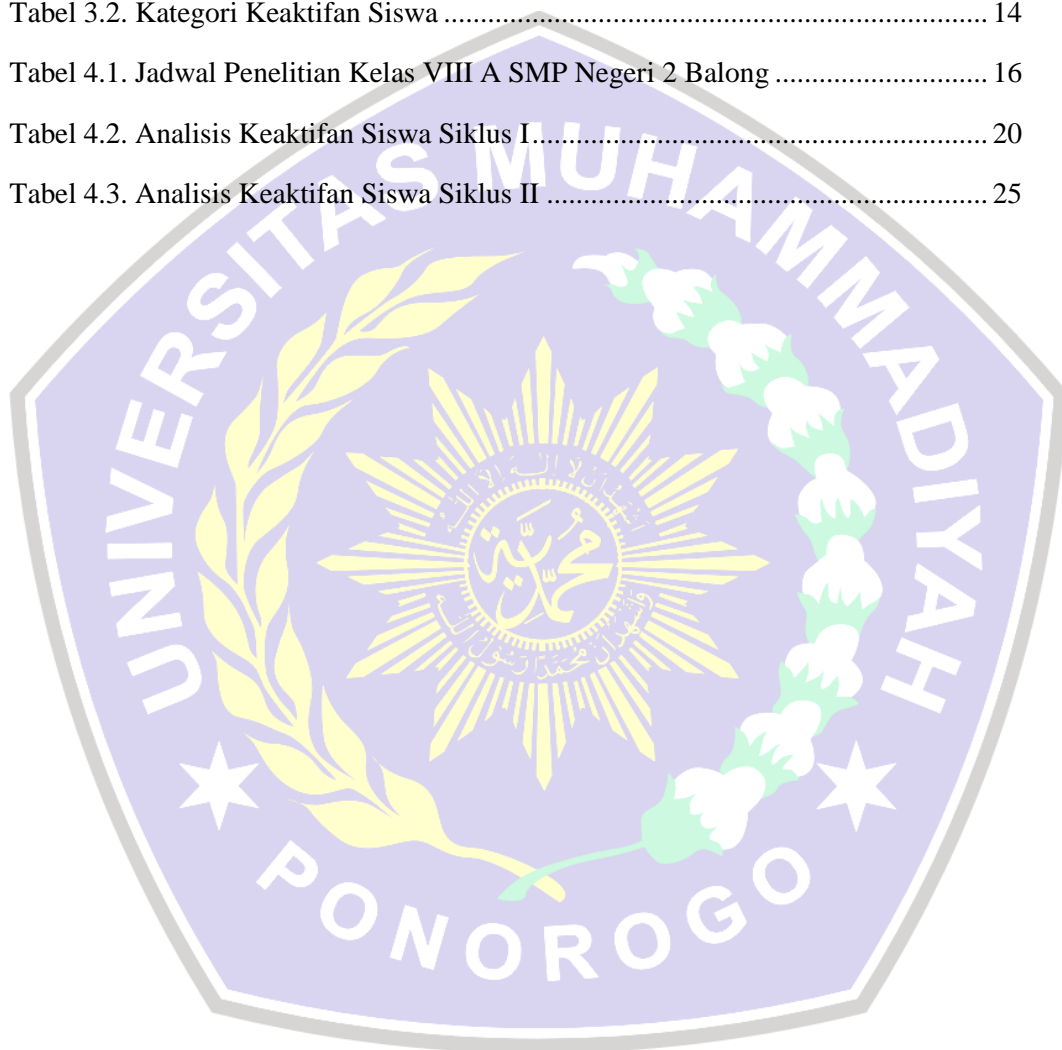 Tabel 3.2. Kategori Keaktifan Siswa ........................................................................ 14
Tabel 4.1. Jadwal Penelitian Kelas VIII A SMP Negeri 2 Balong ............................ 16
Tabel 4.2. Analisis Keaktifan Siswa Siklus I............................................................ 20
Tabel 4.3. Analisis Keaktifan Siswa Siklus II .......................................................... 25
UNIVERSITAS MUHAMMADIYAH
محمدية
PONOROGO